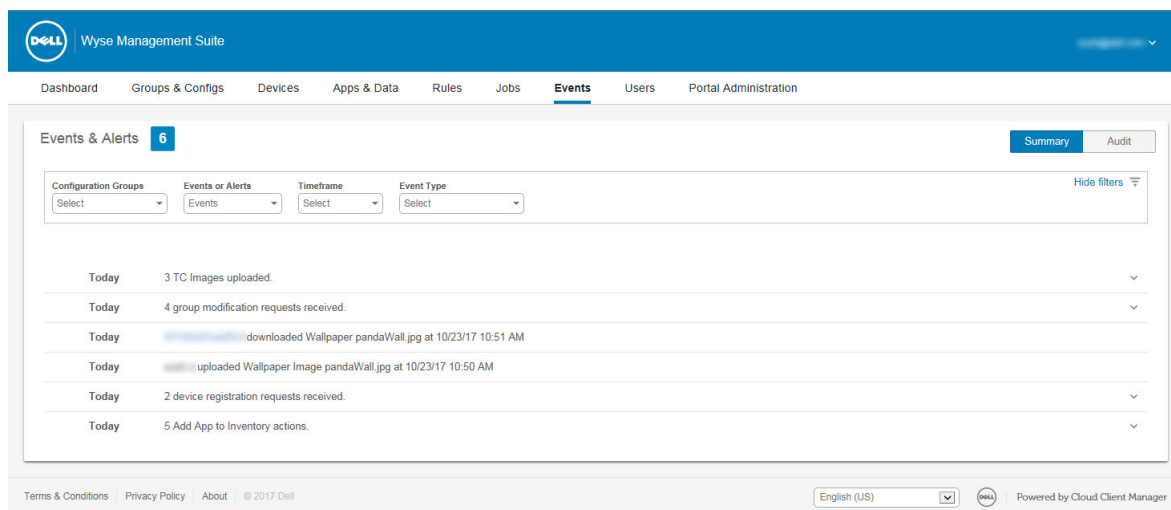 DELL Wyse Management Suite
Dashboard Groups & Configs Devices Apps & Data Rules Jobs Events Users Portal Administration
Events & Alerts 6 Summary Audit
Configuration Groups Events or Alerts Timeframe Event Type Hide filters
Select Events Select Select
Today 3 TC Images uploaded.
Today 4 group modification requests received.
Today downloaded Wallpaper pandaWall.jpg at 10/23/17 10:51 AM
Today uploaded Wallpaper Image pandaWall.jpg at 10/23/17 10:50 AM
Today 2 device registration requests received.
Today 5 Add App to Inventory actions.
Terms & Conditions Privacy Policy About © 2017 Dell English (US) DELL Powered by Cloud Client Manager